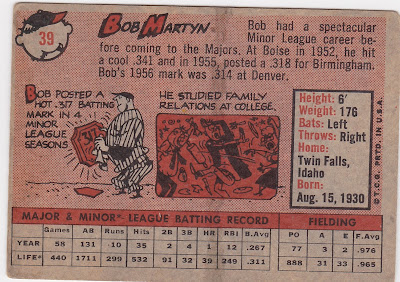 39
BOB MARTYN
Bob had a spectacular
Minor League career be-
fore coming to the Majors. At Boise in 1952, he hit
a cool .341 and in 1955, posted a .318 for Birmingham.
Bob's 1956 mark was .314 at Denver.
BOB POSTED A
HOT .317 BATTING
MARK IN 4
MINOR
LEAGUE
SEASONS.
HE STUDIED FAMILY
RELATIONS AT COLLEGE.
Height: 6'
Weight: 176
Bats: Left
Throws: Right
Home:
Twin Falls,
Idaho
Born:
Aug. 15, 1930
© T.C.G. PRTD. IN U.S.A.
MAJOR & MINOR* LEAGUE BATTING RECORD FIELDING
Games AB Runs Hits 2B 3B HR RBI B.Avg PO A E F.Avg
YEAR 58 131 10 35 2 4 1 12 .267 77 3 2 .976
LIFE* 440 1711 299 532 91 32 39 249 .311 888 31 33 .965